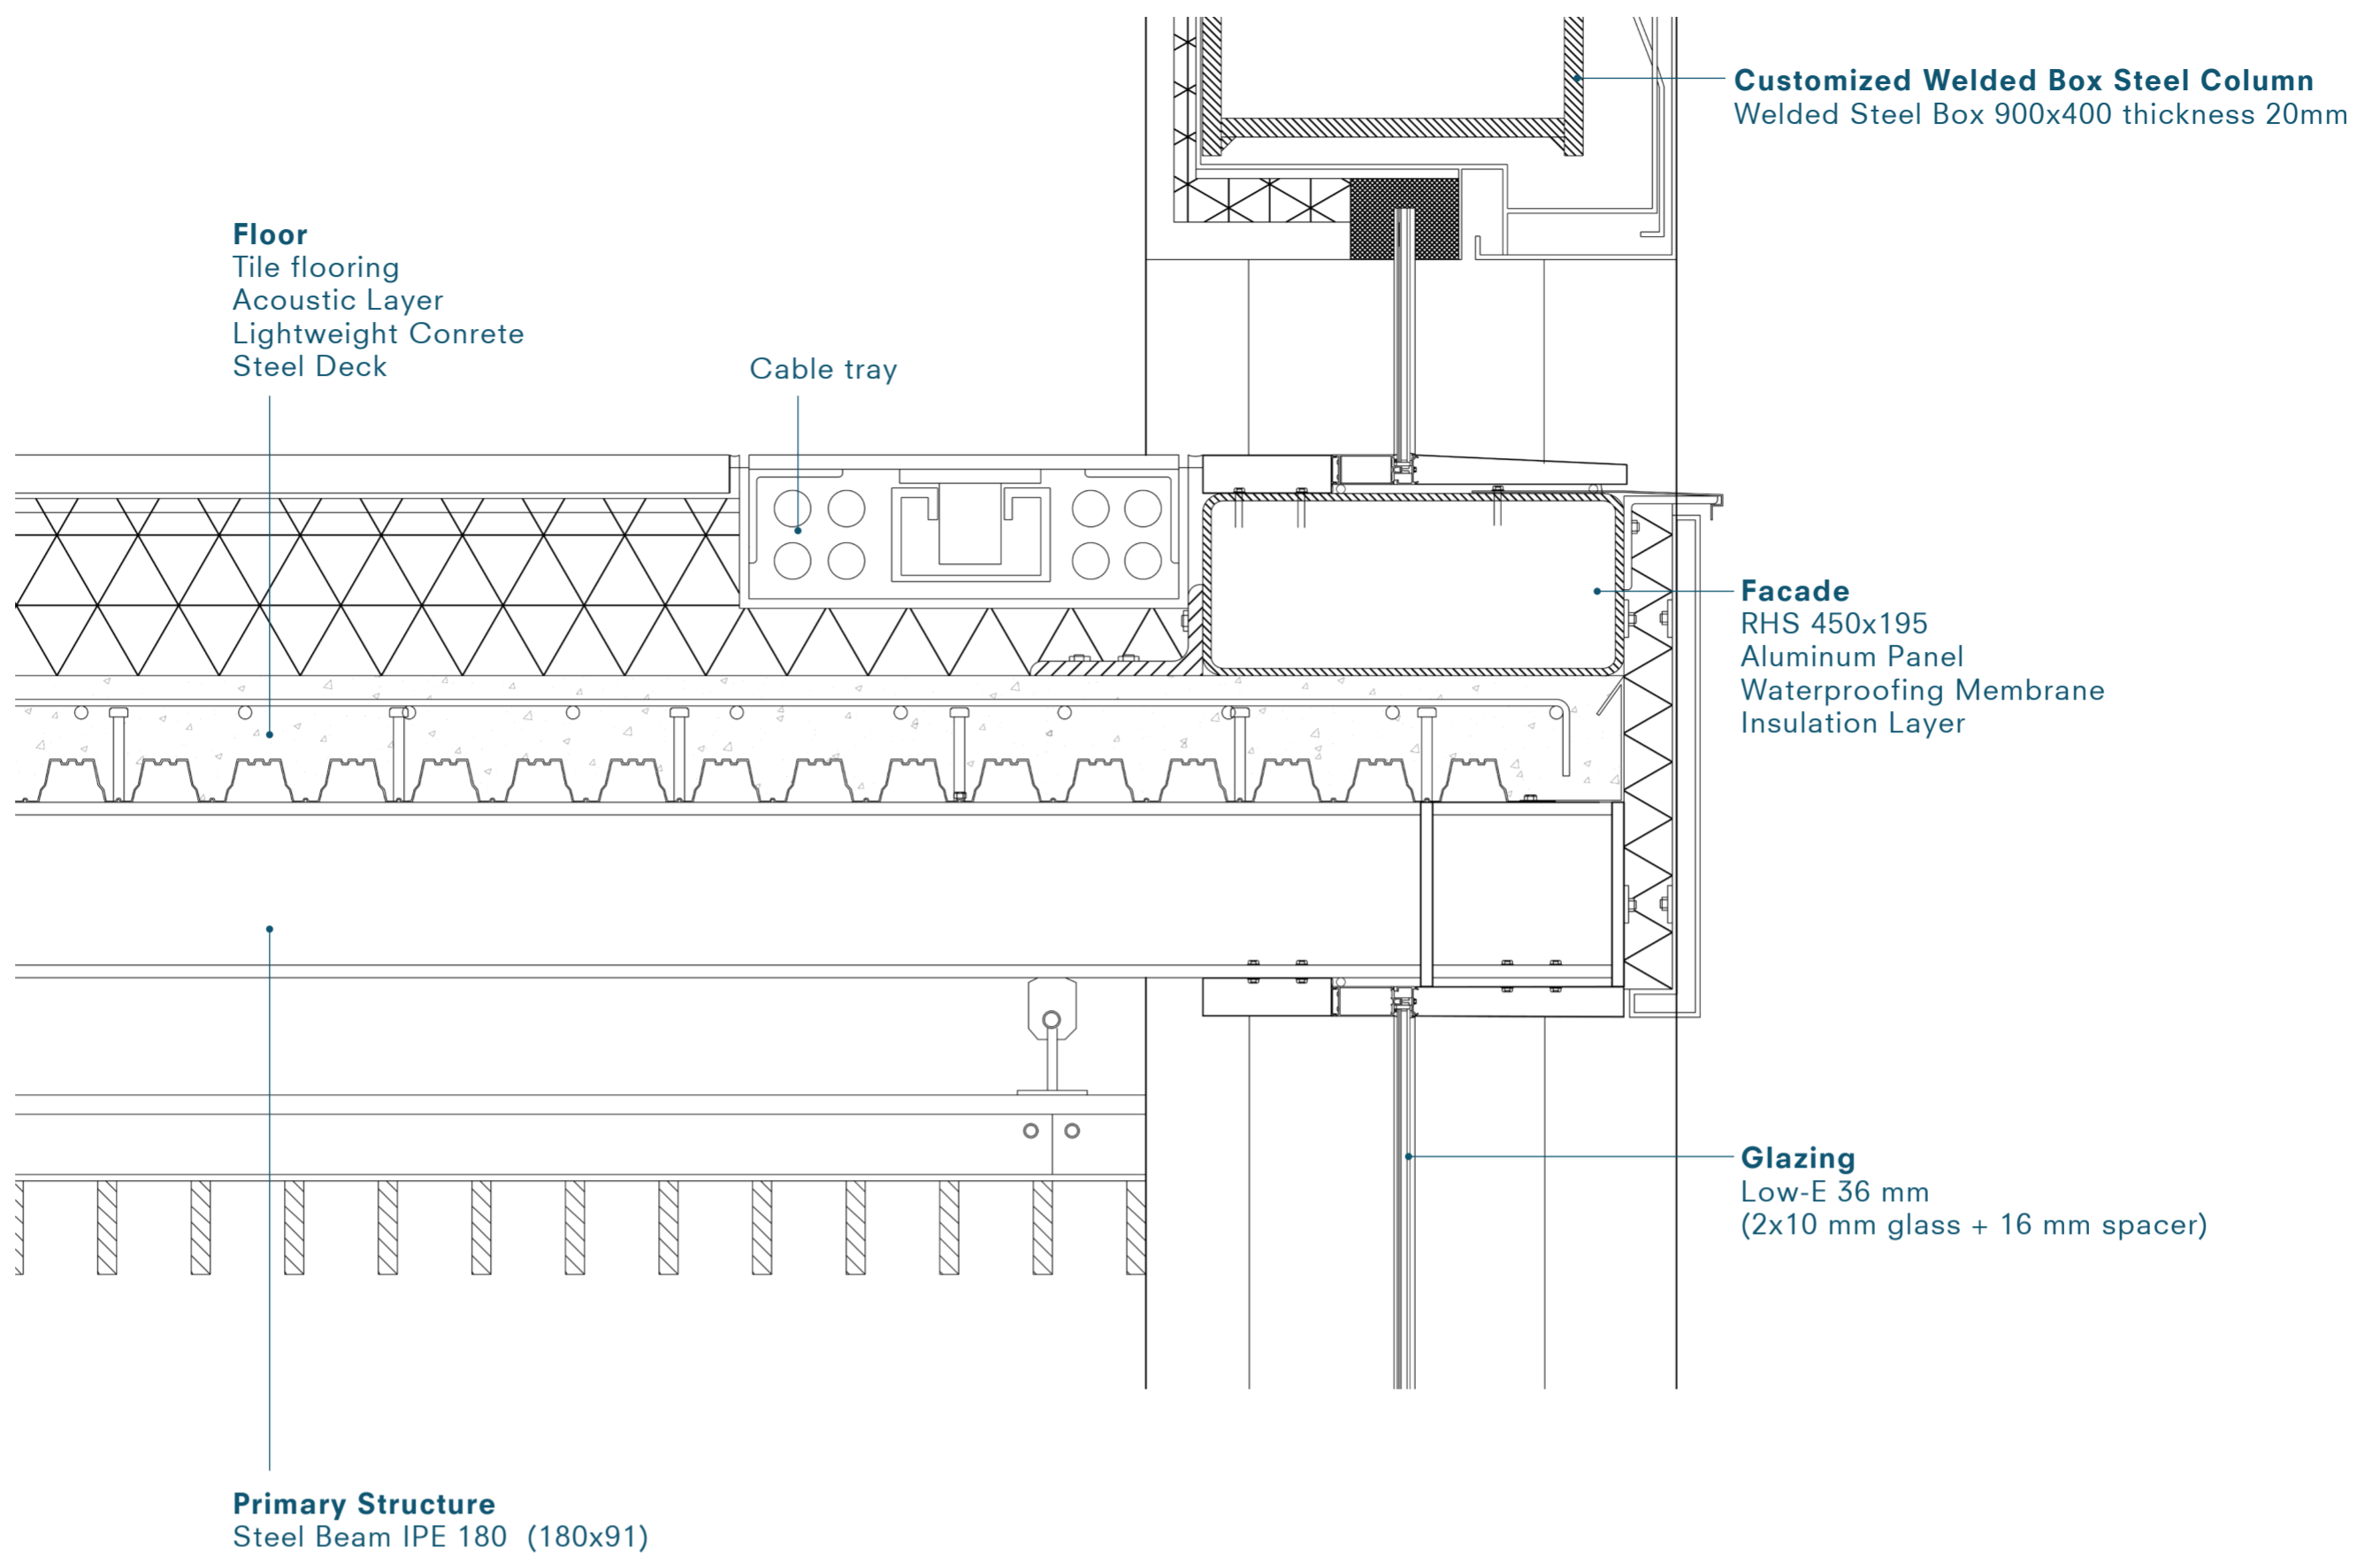 Customized Welded Box Steel Column
Welded Steel Box 900x400 thickness 20mm
Floor
Tile flooring
Acoustic Layer
Lightweight Conrete
Steel Deck
Cable tray
Facade
RHS 450x195
Aluminum Panel
Waterproofing Membrane
Insulation Layer
Glazing
Low-E 36 mm
(2x10 mm glass + 16 mm spacer)
Primary Structure
Steel Beam IPE 180 (180x91)